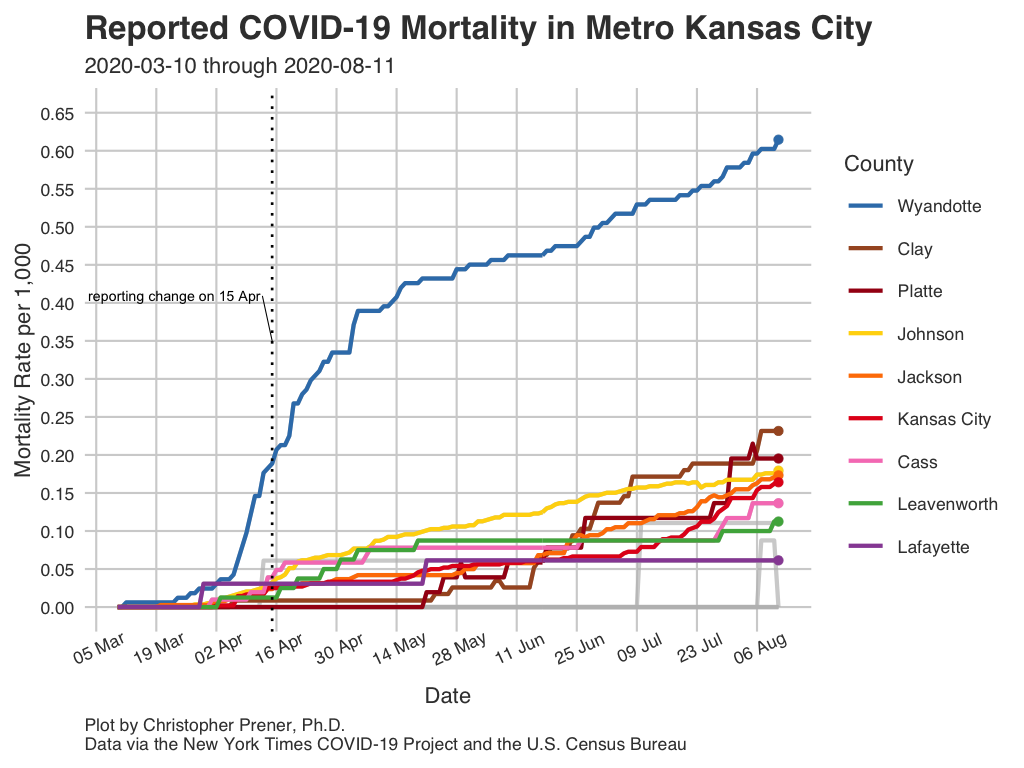 Reported COVID-19 Mortality in Metro Kansas City
2020-03-10 through 2020-08-11
Mortality Rate per 1,000
0.65
0.60
0.55
0.50
0.45
0.40
0.35
0.30
0.25
0.20
0.15
0.10
0.05
0.00
reporting change on 15 Apr
05 Mar
19 Mar
02 Apr
16 Apr
30 Apr
14 May
28 May
11 Jun
25 Jun
09 Jul
23 Jul
06 Aug
Date
County
Wyandotte
Clay
Platte
Johnson
Jackson
Kansas City
Cass
Leavenworth
Lafayette
Plot by Christopher Prener, Ph.D.
Data via the New York Times COVID-19 Project and the U.S. Census Bureau